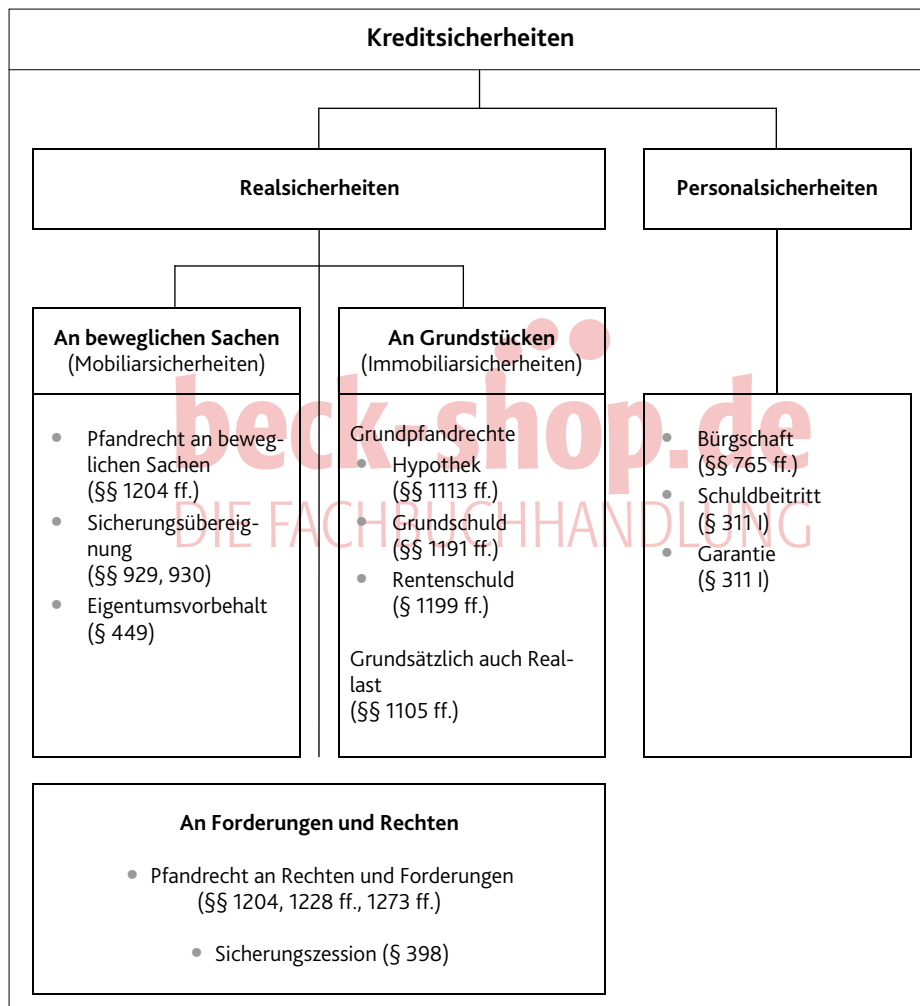 Kreditsicherheiten
Realsicherheiten
Personalsicherheiten
An beweglichen Sachen
(Mobiliarsicherheiten)
An Grundstücken
(Immobiliarsicherheiten)
• Pfandrecht an beweg-
lichen Sachen
(§§ 1204 ff.)
• Sicherungsübereig-
nung
(§§ 929, 930)
• Eigentumsvorbehalt
(§ 449)
Grundpfandrechte
• Hypothek
(§§ 1113 ff.)
• Grundschuld
(§§ 1191 ff.)
• Rentenschuld
(§ 1199 ff.)
Grundsätzlich auch Real-
last
(§§ 1105 ff.)
• Bürgschaft
(§§ 765 ff.)
• Schuldbeitritt
(§ 311 I)
• Garantie
(§ 311 I)
An Forderungen und Rechten
• Pfandrecht an Rechten und Forderungen
(§§ 1204, 1228 ff., 1273 ff.)
• Sicherungszession (§ 398)
beck-shop.de
DIE FACHBUCHHANDLUNG